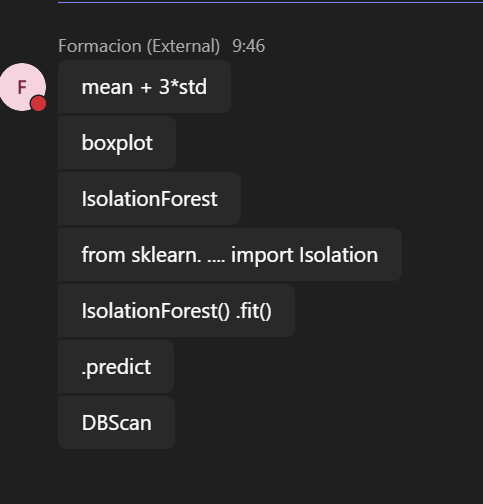 Formacion (External) 9:46
F
mean + 3*std
boxplot
IsolationForest
from sklearn. .... import Isolation
IsolationForest() .fit()
.predict
DBScan